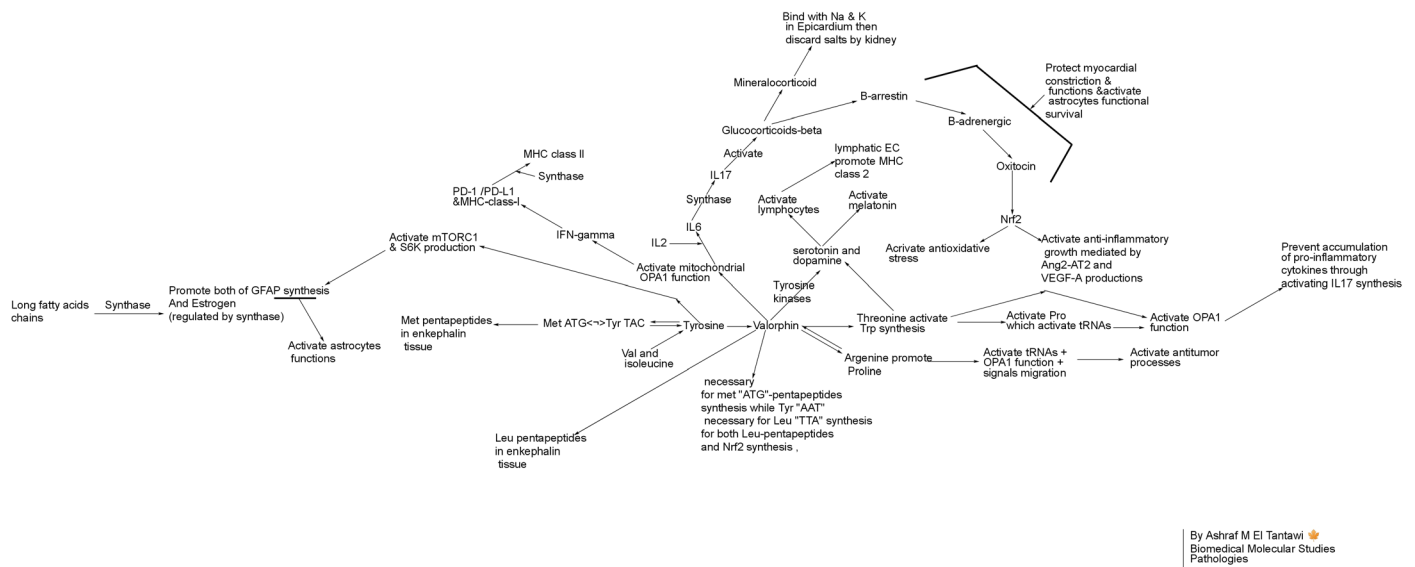 Bind with Na & K
in Epicardium then
discard salts by kidney
Mineralocorticoid
B-arrestin
Protect myocardial
constriction &
functions &activate
astrocytes functional
survival
Glucocorticoids-beta
B-adrenergic
Activate
lymphatic EC
promote MHC
class 2
MHC class II
Synthase
IL17
Oxitocin
PD-1 /PD-L1
&MHC-class-I
Synthase
Activate
lymphocytes
Activate
melatonin
IL6
Nrf2
IFN-gamma
IL2
Activate mTORC1
& S6K production
serotonin and
dopamine
Acrivate antioxidative
stress
Activate anti-inflammatory
growth mediated by
Ang2-AT2 and
VEGF-A productions
Prevent accumulation
of pro-inflammatory
cytokines through
activating IL17 synthesis
Activate mitochondrial
OPA1 function
Tyrosine
kinases
Long fatty acids
chains
Synthase
Promote both of GFAP synthesis
And Estrogen
(regulated by synthase)
Activate astrocytes
functions
Met pentapeptides
in enkephalin
tissue
Met ATG<¬>Tyr TAC
Tyrosine
Valorphin
Threonine activate
Trp synthesis
Activate Pro
which activate tRNAs
Activate OPA1
function
Val and
isoleucine
Argenine promote
Proline
Activate tRNAs +
OPA1 function +
signals migration
Activate antitumor
processes
necessary
for met "ATG"-pentapeptides
synthesis while Tyr "AAT"
necessary for Leu "TTA" synthesis
for both Leu-pentapeptides
and Nrf2 synthesis ,
Leu pentapeptides
in enkephalin
tissue
By Ashraf M El Tantawi
Biomedical Molecular Studies
Pathologies